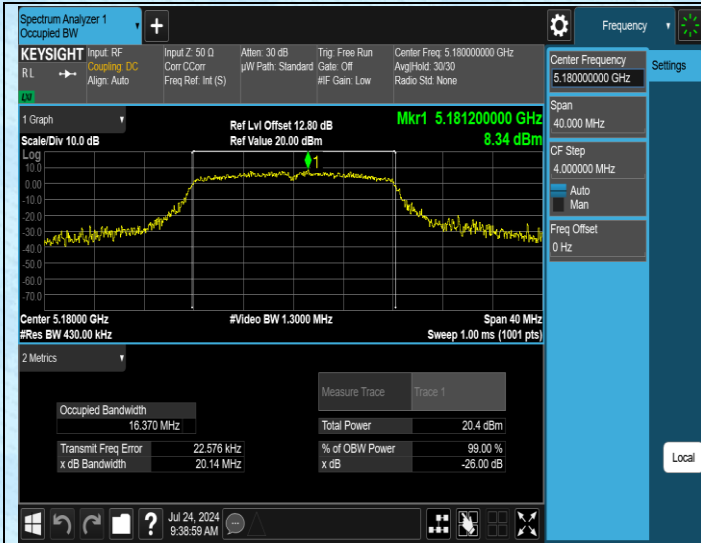 Spectrum Analyzer 1
Occupied BW
+
Frequency
KEYSIGHT
RL
LXI
Input: RF
Coupling: DC
Align: Auto
Input Z: 50 Ω
Corr CCorr
Freq Ref: Int (S)
Atten: 30 dB
µW Path: Standard
Trig: Free Run
Gate: Off
#IF Gain: Low
Center Freq: 5.180000000 GHz
Avg|Hold: 30/30
Radio Std: None
Center Frequency
5.180000000 GHz
Settings
Span
40.000 MHz
CF Step
4.000000 MHz
Auto
Man
Freq Offset
0 Hz
Local
1 Graph
Scale/Div 10.0 dB
Ref Lvl Offset 12.80 dB
Ref Value 20.00 dBm
Mkr1 5.181200000 GHz
8.34 dBm
Log
1
10.0
0.00
-10.0
-20.0
-30.0
-40.0
-50.0
-60.0
-70.0
Center 5.18000 GHz
#Res BW 430.00 kHz
#Video BW 1.3000 MHz
Span 40 MHz
Sweep 1.00 ms (1001 pts)
2 Metrics
Measure Trace Trace 1
Occupied Bandwidth
16.370 MHz
Total Power 20.4 dBm
Transmit Freq Error 22.576 kHz
% of OBW Power 99.00 %
x dB Bandwidth 20.14 MHz
x dB -26.00 dB
?
Jul 24, 2024
9:38:59 AM